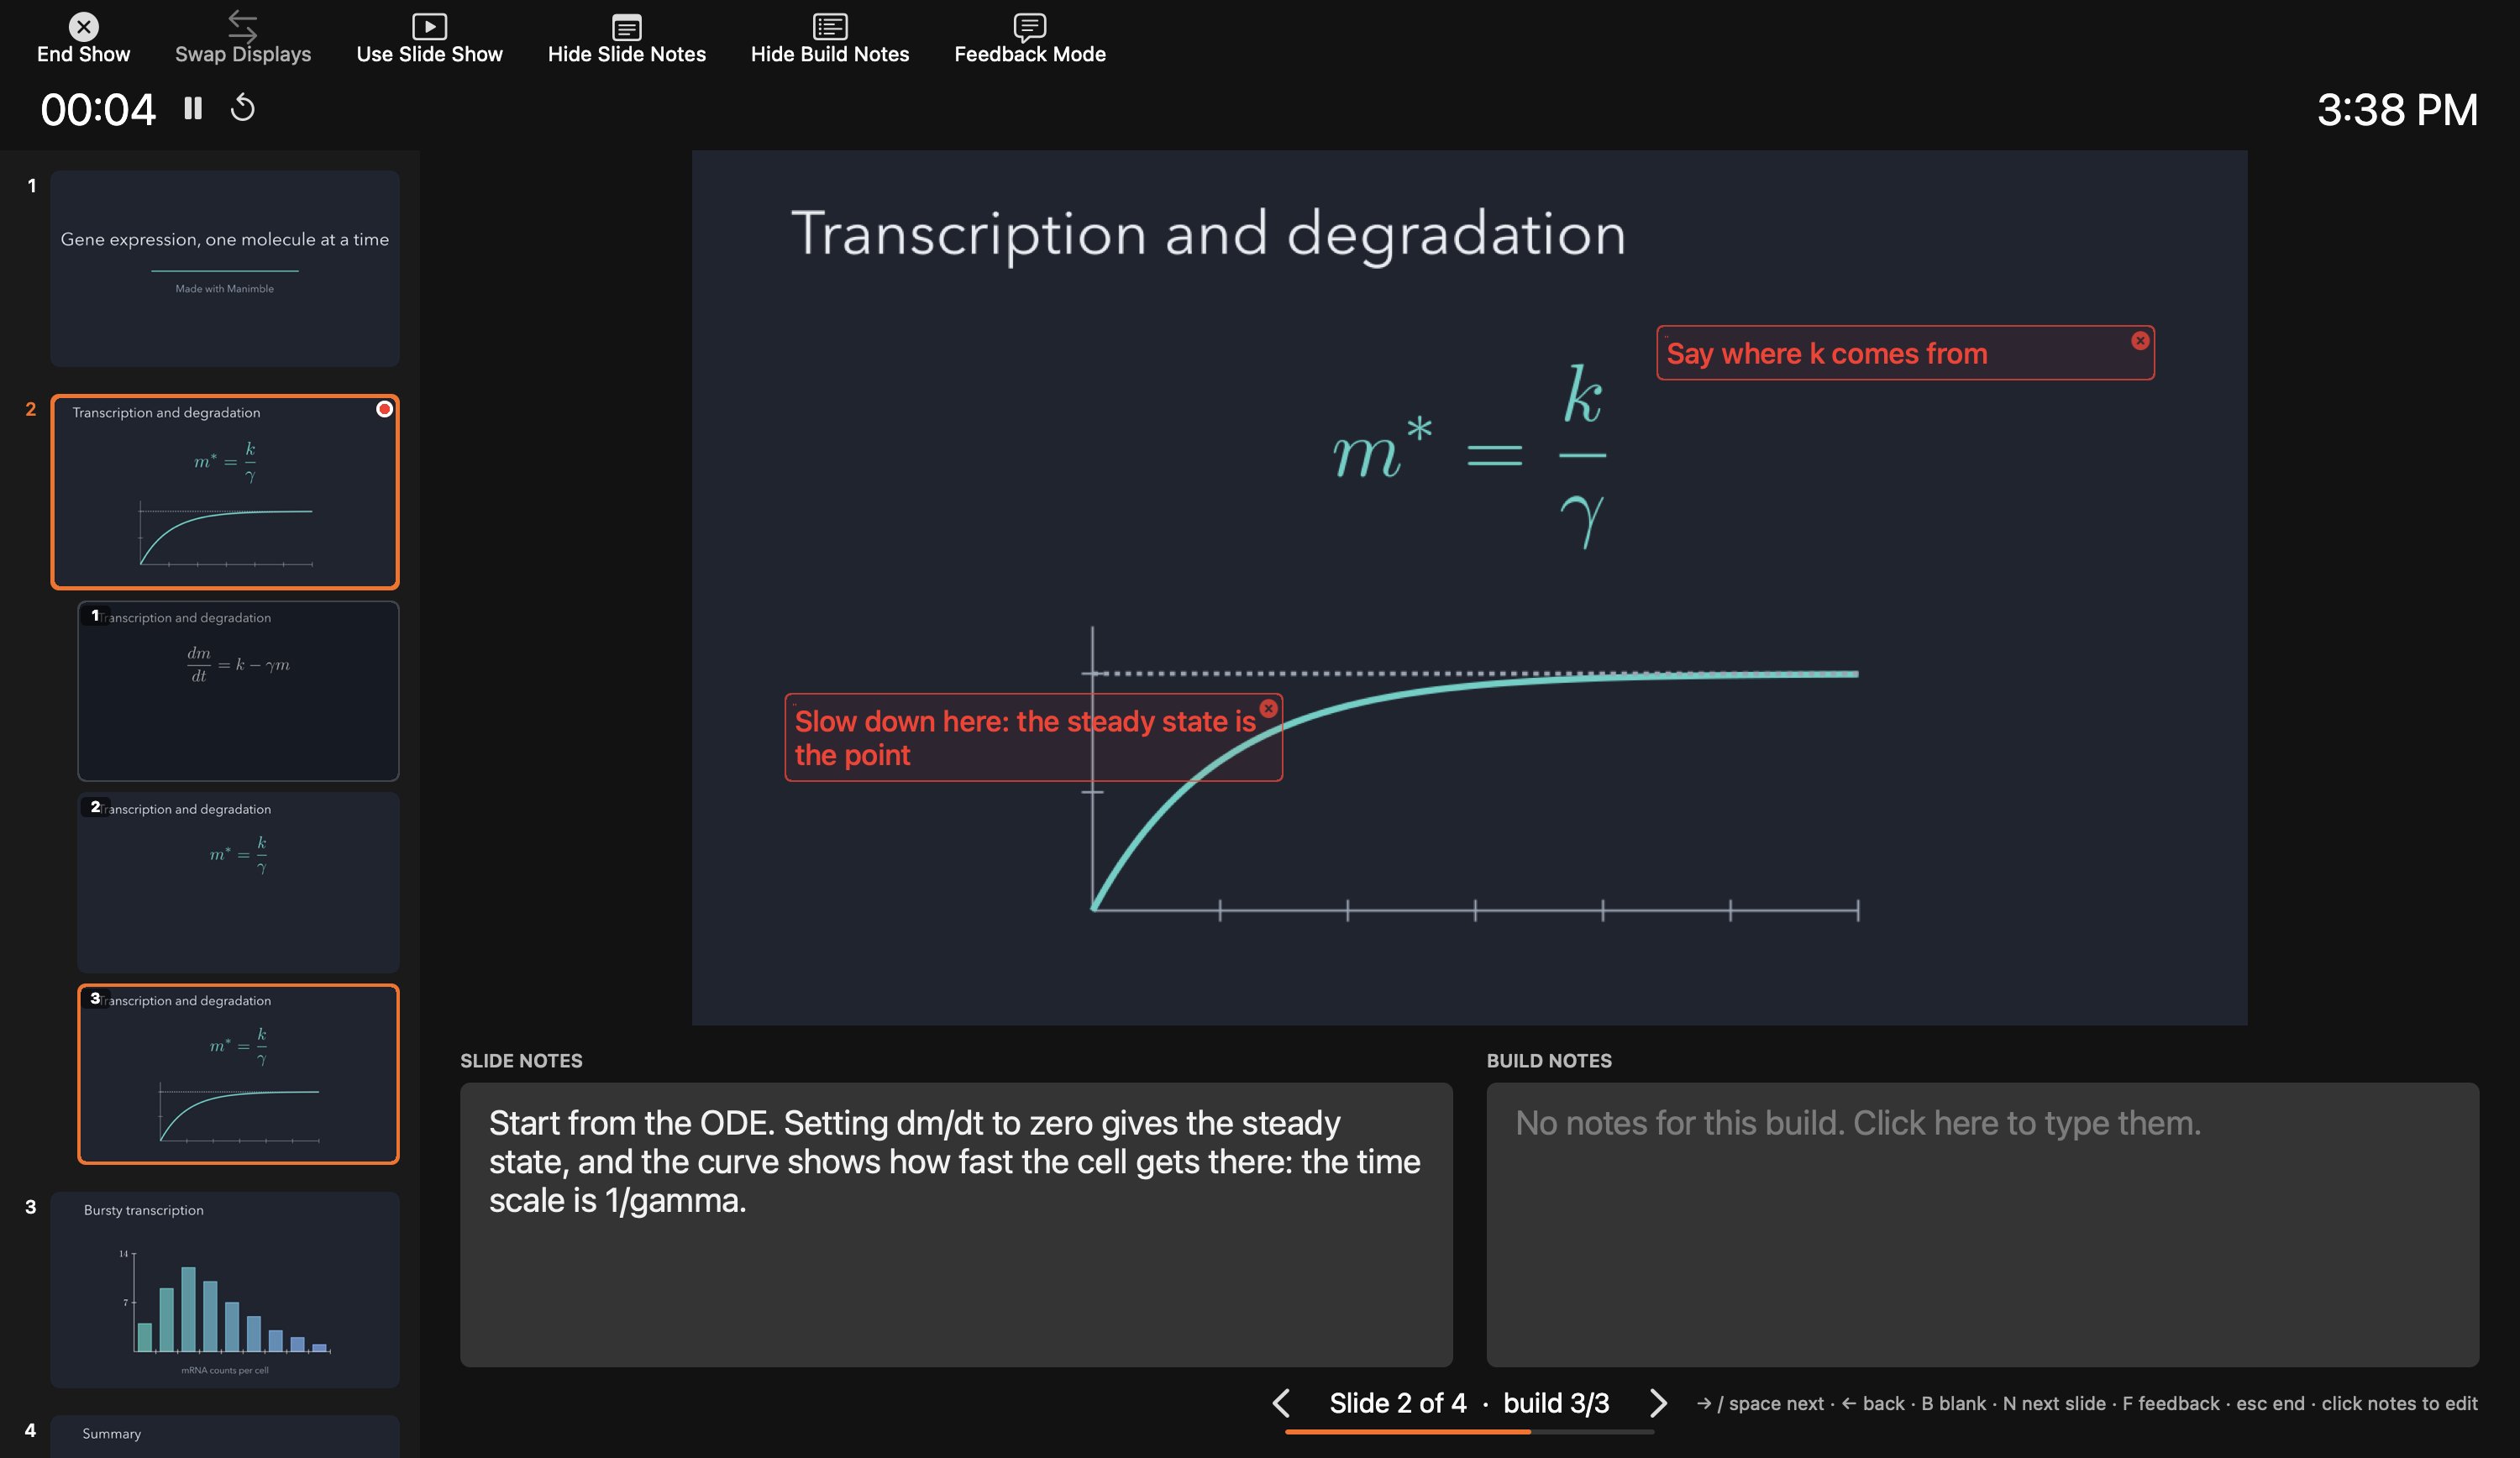 End Show
Swap Displays
Use Slide Show
Hide Slide Notes
Hide Build Notes
Feedback Mode
00:04
3:38 PM
1
Gene expression, one molecule at a time
Made with Manimble
2
Transcription and degradation
m* = k/γ
1
Transcription and degradation
dm/dt = k − γm
2
Transcription and degradation
m* = k/γ
3
Transcription and degradation
m* = k/γ
3
Bursty transcription
14
7
mRNA counts per cell
4
Summary
Transcription and degradation
Say where k comes from
m* = k/γ
Slow down here: the steady state is
the point
SLIDE NOTES
Start from the ODE. Setting dm/dt to zero gives the steady
state, and the curve shows how fast the cell gets there: the time
scale is 1/gamma.
BUILD NOTES
No notes for this build. Click here to type them.
Slide 2 of 4 · build 3/3
→ / space next · ← back · B blank · N next slide · F feedback · esc end · click notes to edit